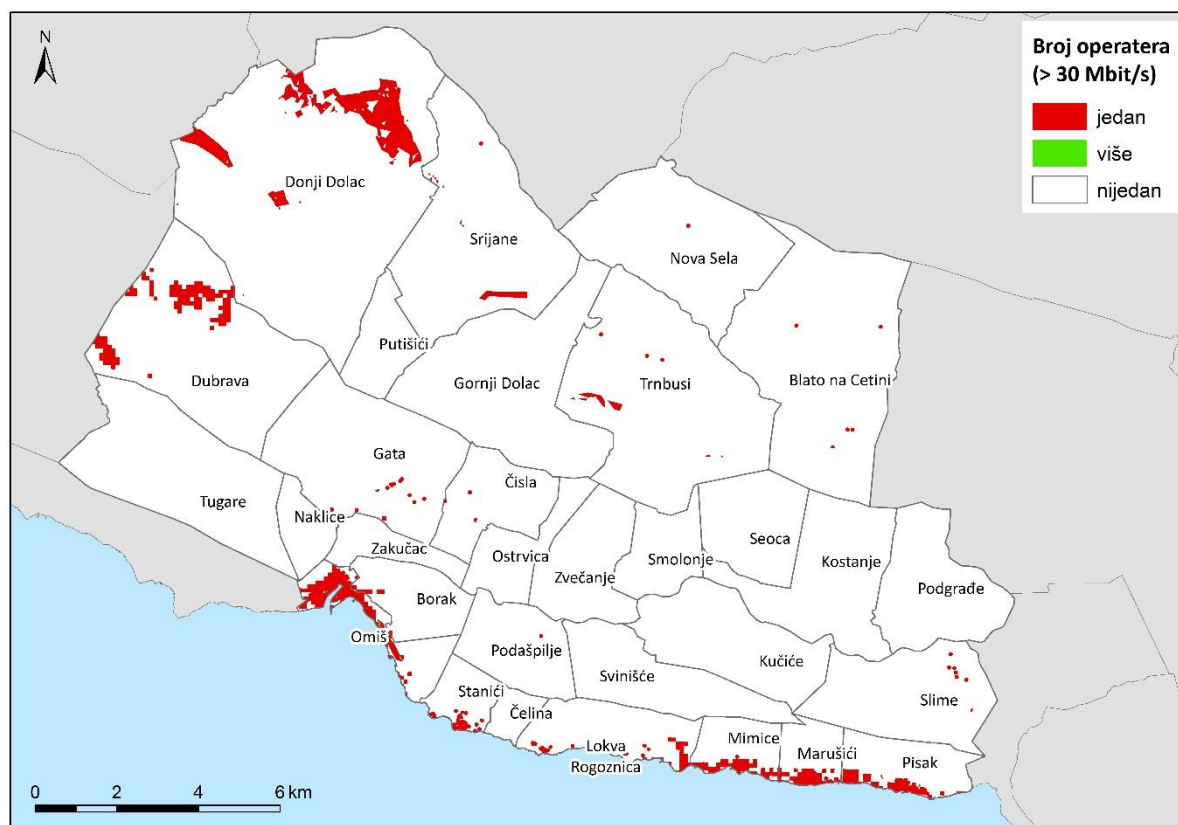 N
Broj operatera
(> 30 Mbit/s)
jedan
više
nijedan
Donji Dolac
Srijane
Nova Sela
Putišići
Dubrava
Gornji Dolac
Trnbusi
Blato na Cetini
Gata
Čisla
Tugare
Naklice
Zakučac
Ostrvica
Zvečanje
Smolonje
Seoca
Kostanje
Podgrađe
Borak
Omiš
Podašpilje
Svinišće
Kučiće
Slime
Stanići
Čelina
Lokva
Rogoznica
Mimice
Marušići
Pisak
0 2 4 6 km